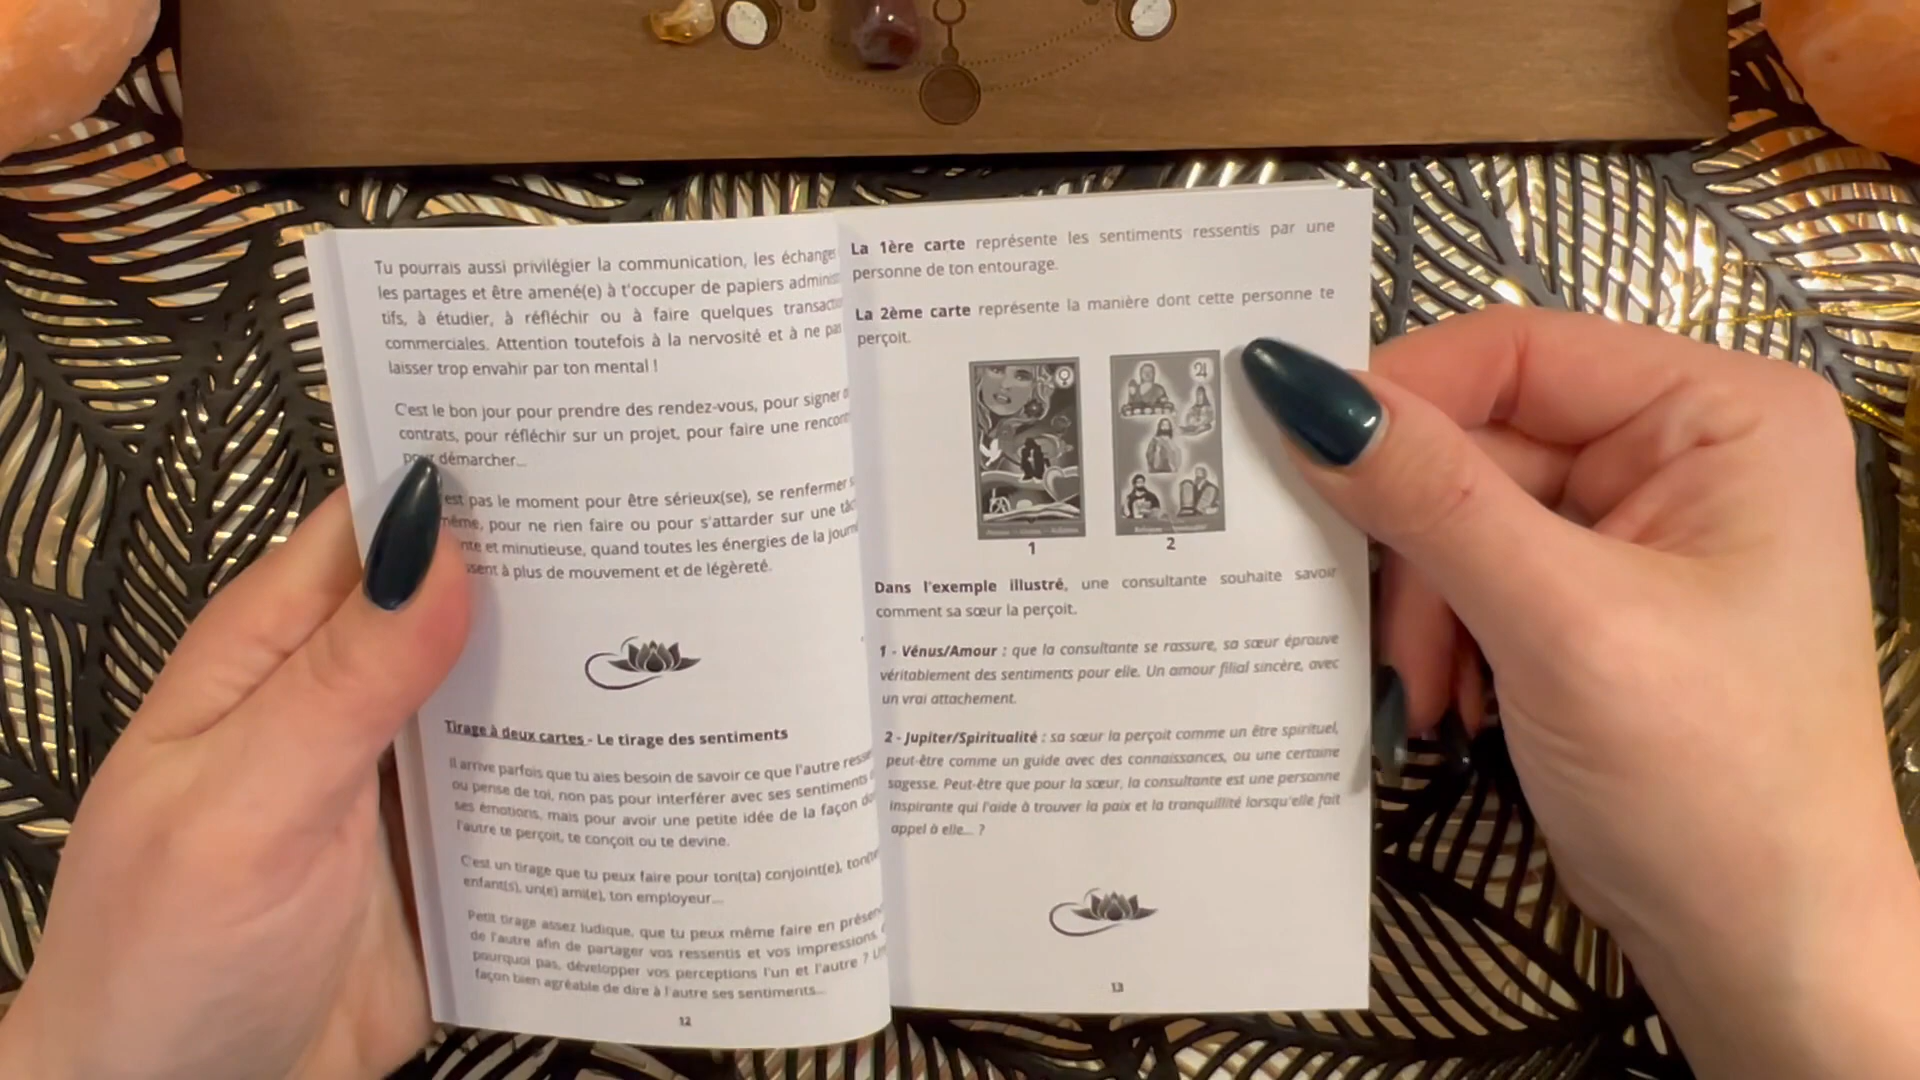 Tu pourrais aussi privilégier la communication, les échanges
les partages et être amené(e) à t'occuper de papiers adminis
tifs, à étudier, à réfléchir ou à faire quelques transact
commerciales. Attention toutefois à la nervosité et à ne pas
laisser trop envahir par ton mental !
C'est le bon jour pour prendre des rendez-vous, pour signer
contrats, pour réfléchir sur un projet, pour faire une rencont
pour démarcher...
est pas le moment pour être sérieux(se), se renfermer s
même, pour ne rien faire ou pour s'attarder sur une
et minutieuse, quand toutes les énergies de la journ
à plus de mouvement et de légèreté.
Tirage à deux cartes - Le tirage des sentiments
Il arrive parfois que tu aies besoin de savoir ce que l'autre resse
ou pense de toi, non pas pour interférer avec ses sentiments
ses émotions, mais pour avoir une petite idée de la façon do
l'autre te perçoit, te conçoit ou te devine.
C'est un tirage que tu peux faire pour ton(ta) conjoint(e),
enfant(s), un(e) ami(e), ton employeur...
Petit tirage assez ludique, que tu peux même faire en présen
de l'autre afin de partager vos ressentis et vos impressions
pourquoi pas, développer vos perceptions l'un et l'autre ?
façon bien agréable de dire à l'autre ses sentiments...
12
La 1ère carte représente les sentiments ressentis par une
personne de ton entourage.
La 2ème carte représente la manière dont cette personne te
perçoit.
1
2
Dans l'exemple illustré, une consultante souhaite savoir
comment sa sœur la perçoit.
1 - Vénus/Amour : que la consultante se rassure, sa sœur éprouve
véritablement des sentiments pour elle. Un amour filial sincère, avec
un vrai attachement.
2 - Jupiter/Spiritualité : sa sœur la perçoit comme un être spirituel,
peut-être comme un guide avec des connaissances, ou une certaine
sagesse. Peut-être que pour la sœur, la consultante est une personne
inspirante qui l'aide à trouver la paix et la tranquillité lorsqu'elle fait
appel à elle... ?
13